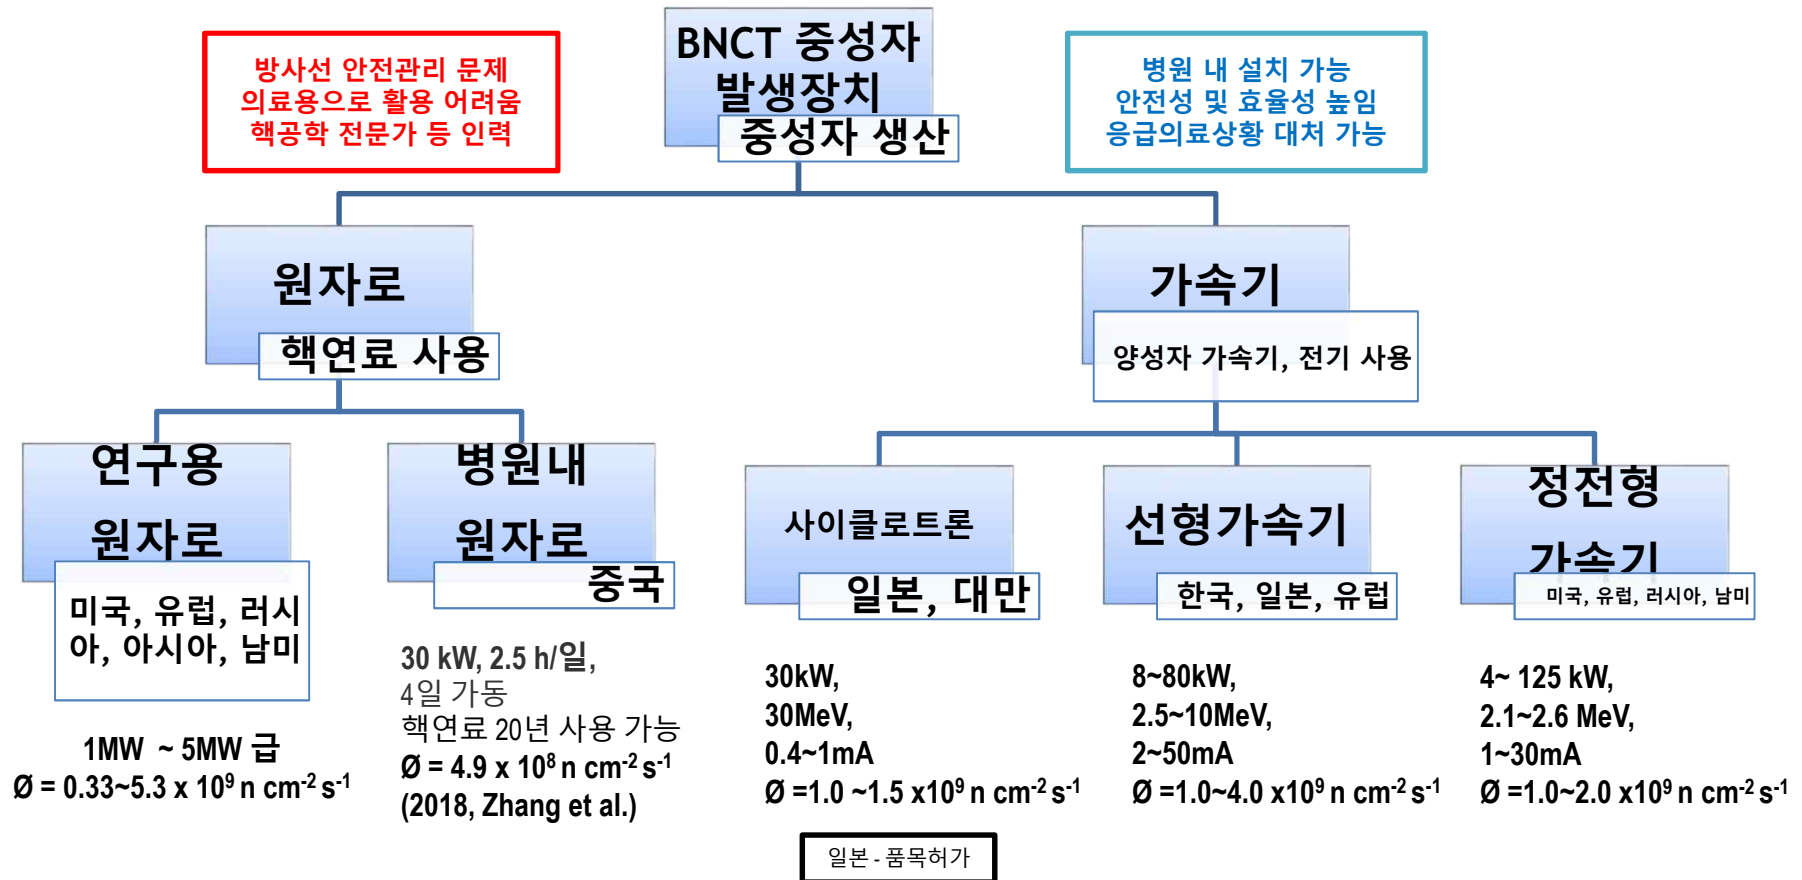 방사선 안전관리 문제
의료용으로 활용 어려움
핵공학 전문가 등 인력
BNCT 중성자
발생장치
중성자 생산
병원 내 설치 가능
안전성 및 효율성 높임
응급의료상황 대처 가능
원자로
핵연료 사용
가속기
양성자 가속기, 전기 사용
연구용
원자로
미국, 유럽, 러시
아, 아시아, 남미
1MW ~ 5MW 급
Ø = 0.33~5.3 x 10⁹ n cm⁻² s⁻¹
병원내
원자로
중국
30 kW, 2.5 h/일,
4일 가동
핵연료 20년 사용 가능
Ø = 4.9 x 10⁸ n cm⁻² s⁻¹
(2018, Zhang et al.)
사이클로트론
일본, 대만
30kW,
30MeV,
0.4~1mA
Ø =1.0 ~1.5 x10⁹ n cm⁻² s⁻¹
일본 - 품목허가
선형가속기
한국, 일본, 유럽
8~80kW,
2.5~10MeV,
2~50mA
Ø =1.0~4.0 x10⁹ n cm⁻² s⁻¹
정전형
가속기
미국, 유럽, 러시아, 남미
4~ 125 kW,
2.1~2.6 MeV,
1~30mA
Ø =1.0~2.0 x10⁹ n cm⁻² s⁻¹